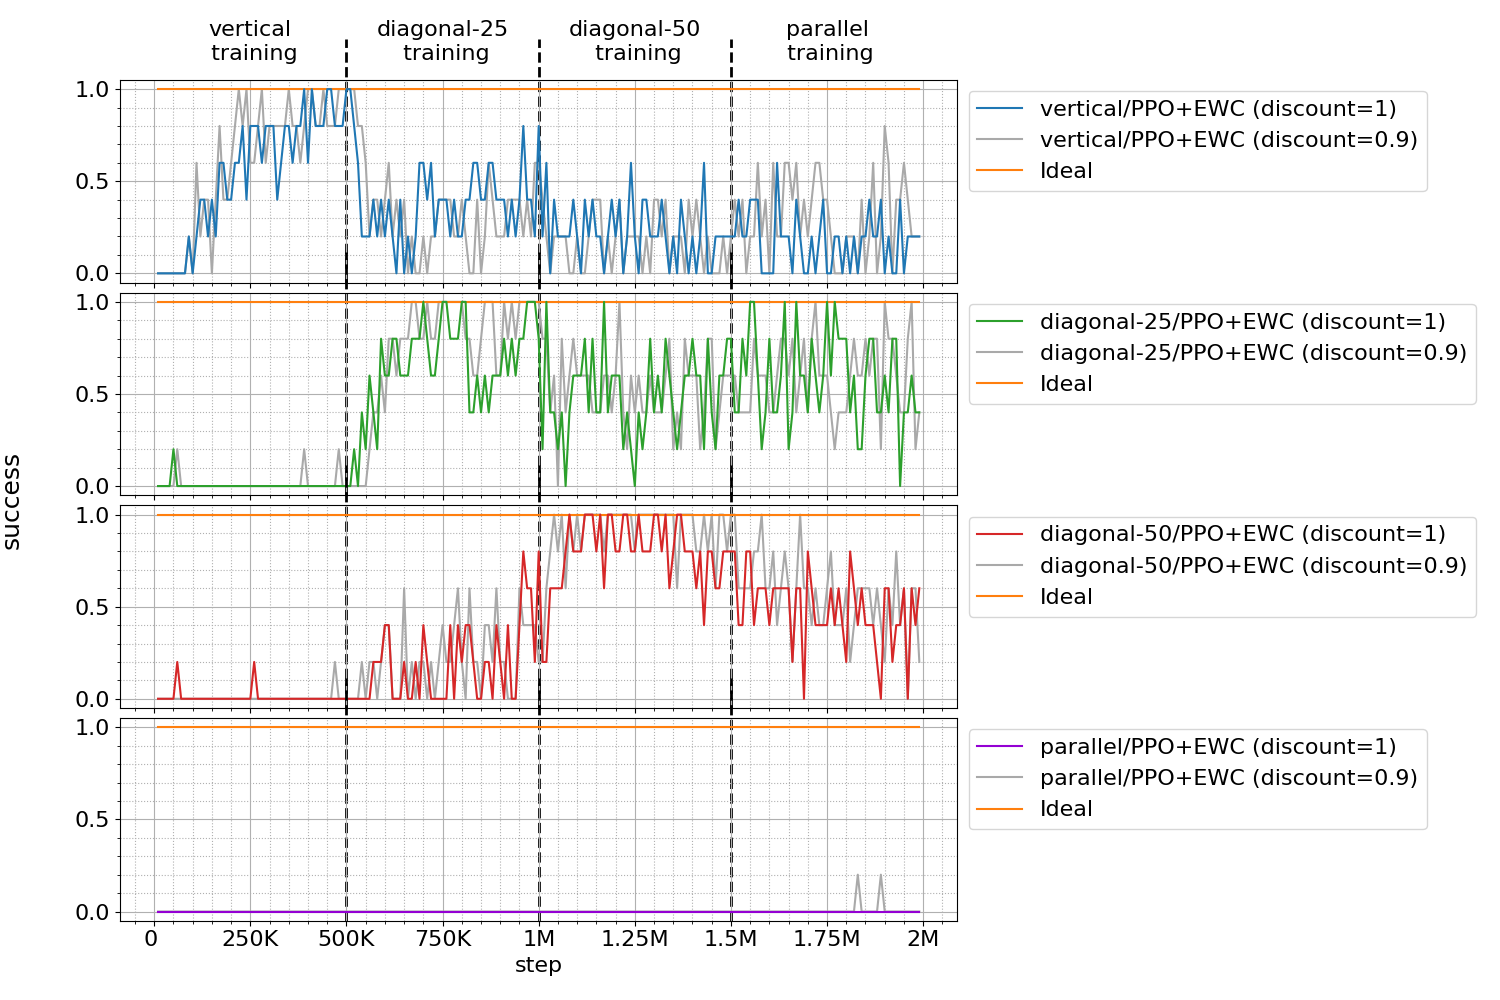 vertical
training
diagonal-25
training
diagonal-50
training
parallel
training
success
1.0
0.5
0.0
vertical/PPO+EWC (discount=1)
vertical/PPO+EWC (discount=0.9)
Ideal
1.0
0.5
0.0
diagonal-25/PPO+EWC (discount=1)
diagonal-25/PPO+EWC (discount=0.9)
Ideal
1.0
0.5
0.0
diagonal-50/PPO+EWC (discount=1)
diagonal-50/PPO+EWC (discount=0.9)
Ideal
1.0
0.5
0.0
parallel/PPO+EWC (discount=1)
parallel/PPO+EWC (discount=0.9)
Ideal
0 250K 500K 750K 1M 1.25M 1.5M 1.75M 2M
step